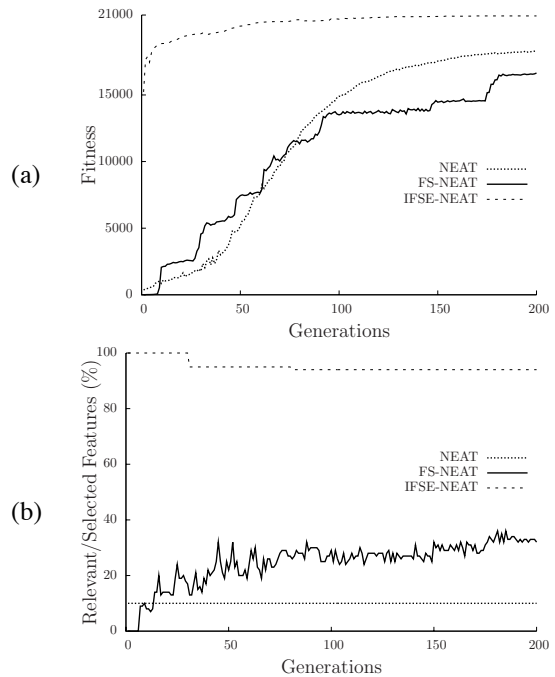 (a)
Fitness
21000
15000
10000
5000
0
NEAT
FS-NEAT
IFSE-NEAT
0
50
100
150
200
Generations
(b)
Relevant/Selected Features (%)
100
80
60
40
20
0
NEAT
FS-NEAT
IFSE-NEAT
0
50
100
150
200
Generations